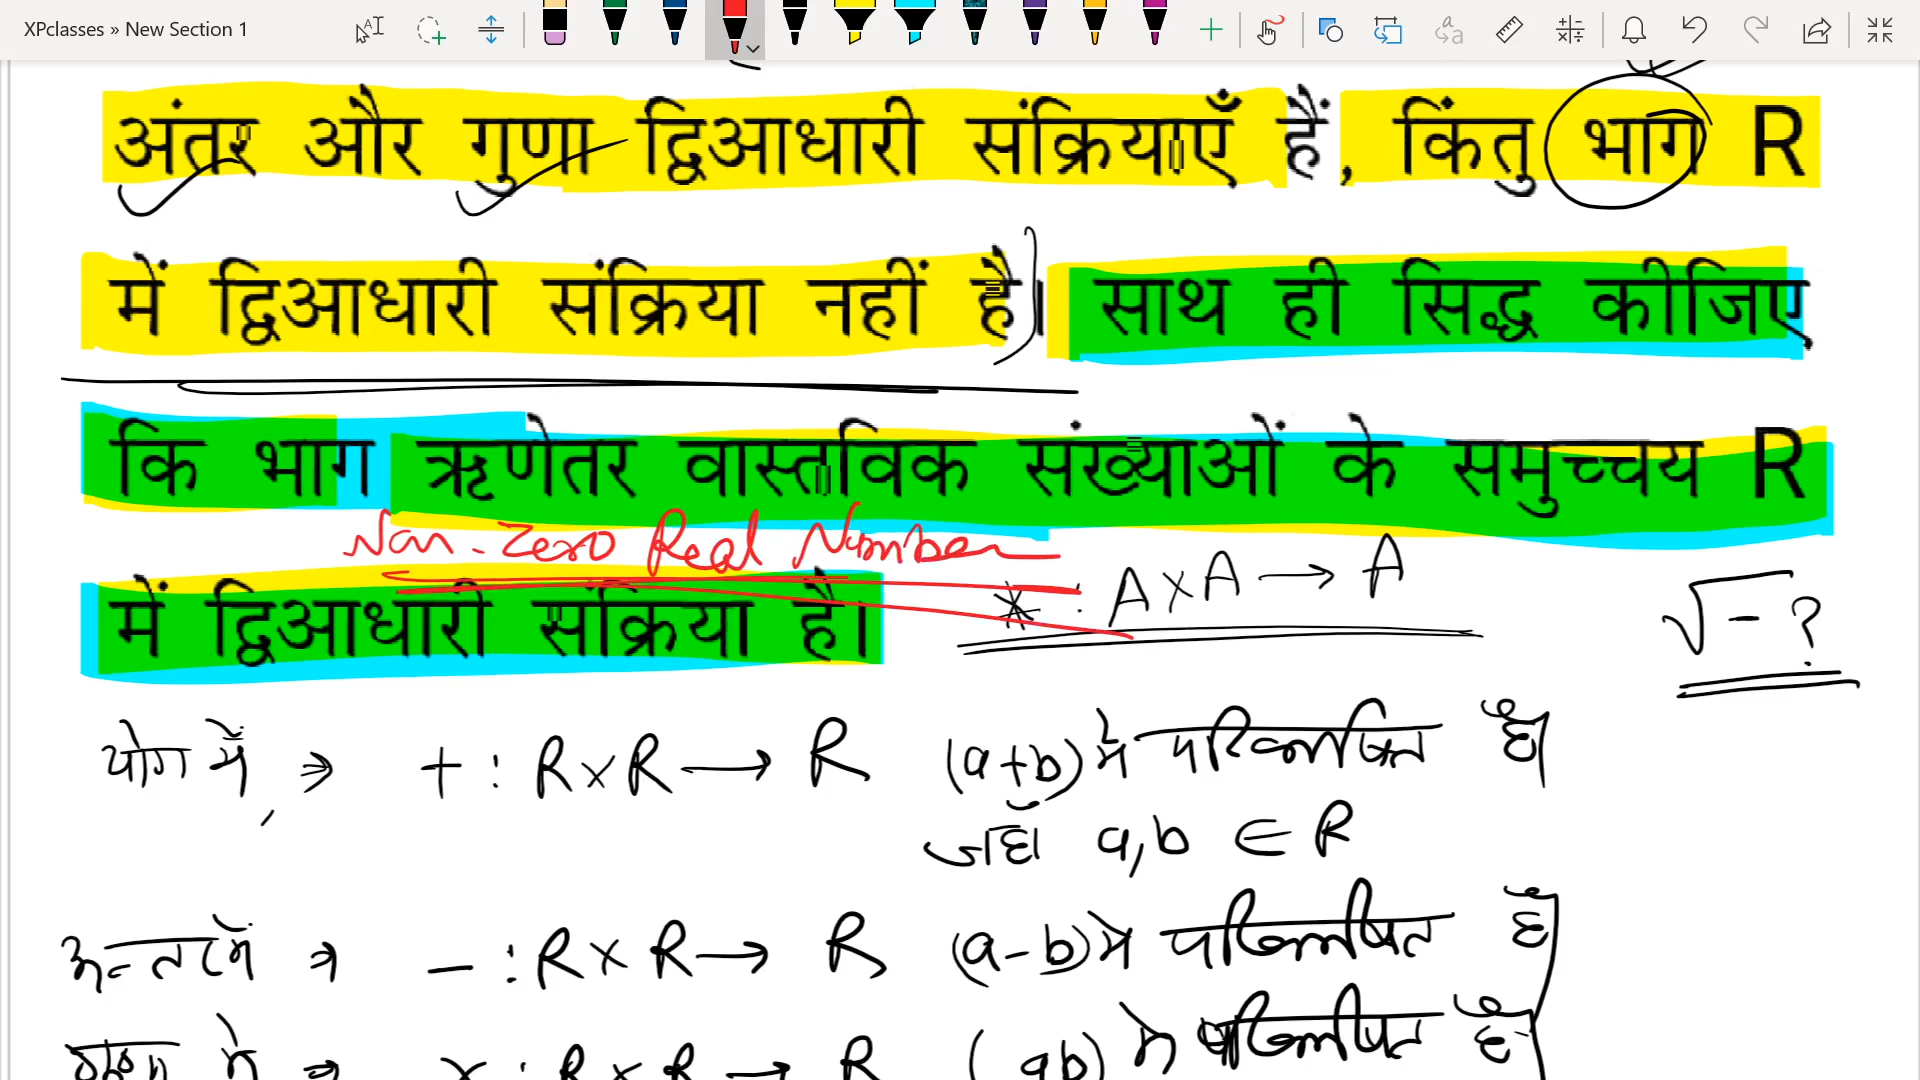 XPclasses » New Section 1
अंतर और गुणा द्विआधारी संक्रियाएँ हैं, किंतु भाग R
में द्विआधारी संक्रिया नहीं है। साथ ही सिद्ध कीजिए
कि भाग ऋणेतर वास्तविक संख्याओं के समुच्चय R
Non-Zero Real Number
में द्विआधारी संक्रिया है। * : A×A → A √- ?
योग में, ⇒ + : R×R → R (a+b) में परिभाषित है।
जहाँ a,b ∈ R
अन्तर में ⇒ - : R×R → R (a-b) में परिभाषित है
में ⇒ × : R×R → R (ab) में परिभाषित है